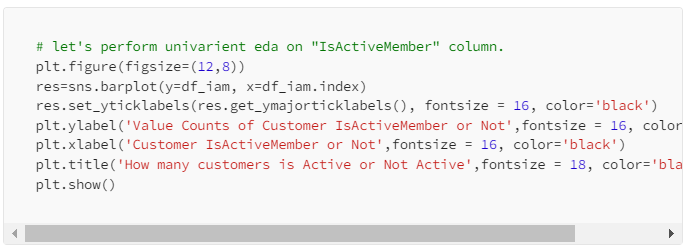 # let's perform univarient eda on "IsActiveMember" column.
plt.figure(figsize=(12,8))
res=sns.barplot(y=df_iam, x=df_iam.index)
res.set_yticklabels(res.get_ymajorticklabels(), fontsize = 16, color='black')
plt.ylabel('Value Counts of Customer IsActiveMember or Not',fontsize = 16,
plt.xlabel('Customer IsActiveMember or Not',fontsize = 16, color='black')
plt.title('How many customers is Active or Not Active',fontsize = 18,
plt.show()